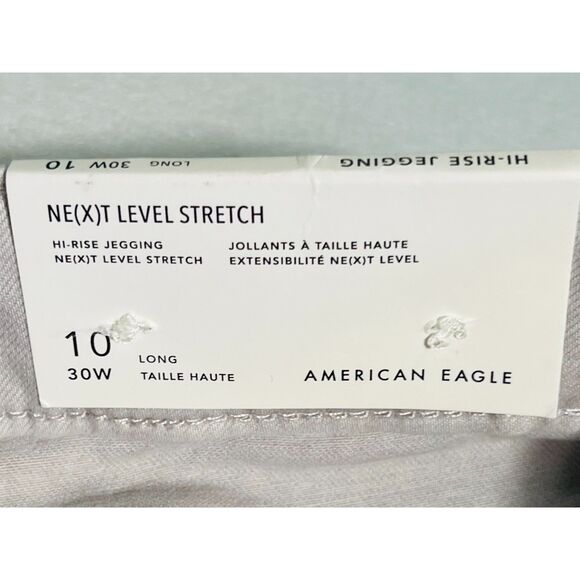 10 30W LONG HI-RISE JEGGING
NE(X)T LEVEL STRETCH
HI-RISE JEGGING JOLLANTS À TAILLE HAUTE
NE(X)T LEVEL STRETCH EXTENSIBILITÉ NE(X)T LEVEL
10 LONG
30W TAILLE HAUTE AMERICAN EAGLE